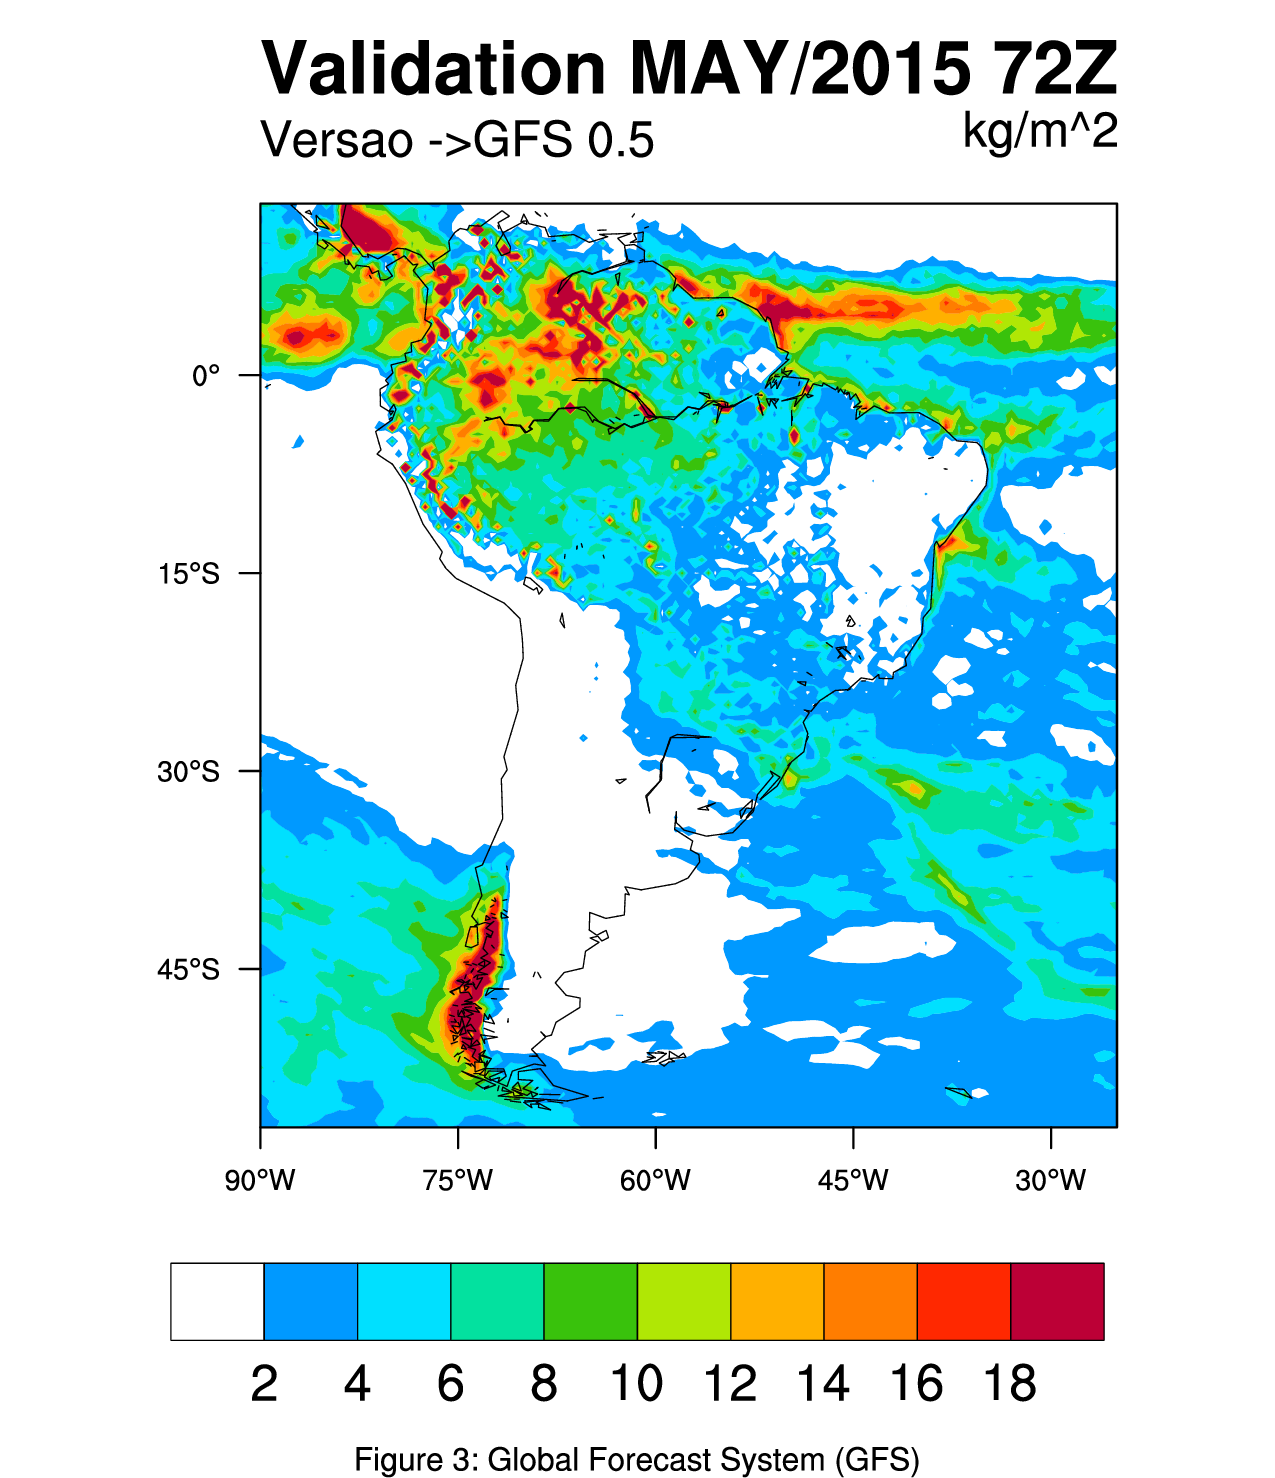 Validation MAY/2015 72Z
Versao ->GFS 0.5
kg/m^2
0°
15°S
30°S
45°S
90°W 75°W 60°W 45°W 30°W
2 4 6 8 10 12 14 16 18
Figure 3: Global Forecast System (GFS)